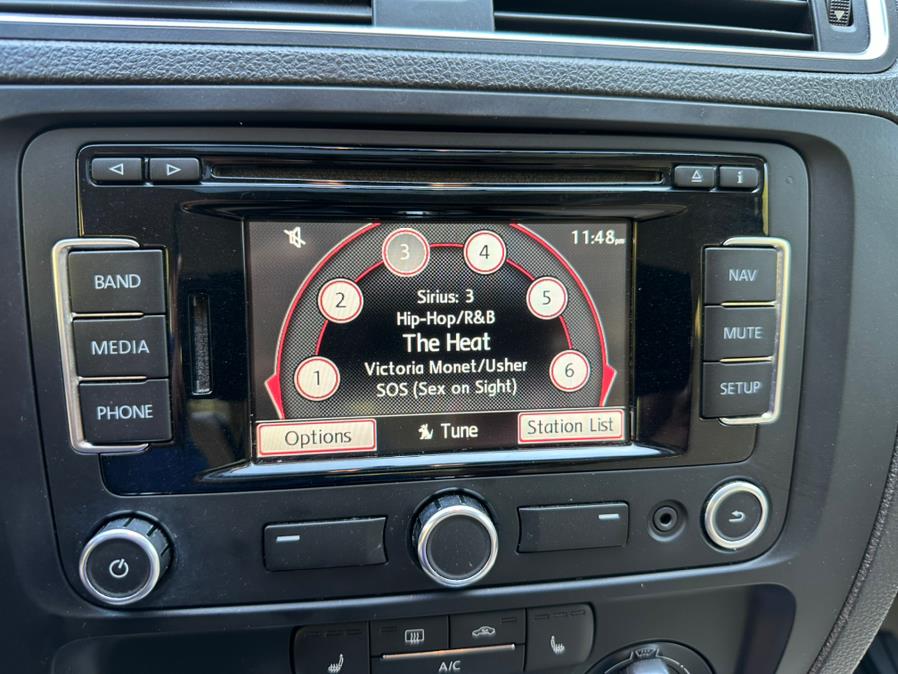 11:48pm
3
4
2
5
1
6
Sirius: 3
Hip-Hop/R&B
The Heat
Victoria Monet/Usher
SOS (Sex on Sight)
Options
Tune
Station List
BAND
MEDIA
PHONE
NAV
MUTE
SETUP
i
A/C